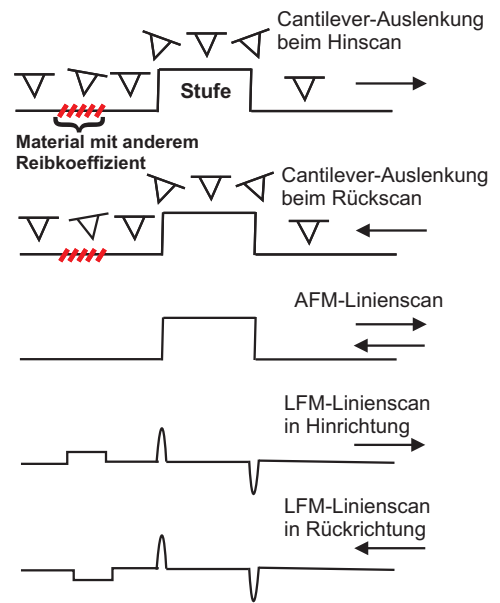 Cantilever-Auslenkung
beim Hinscan
Stufe
Material mit anderem
Reibkoeffizient
Cantilever-Auslenkung
beim Rückscan
AFM-Linienscan
LFM-Linienscan
in Hinrichtung
LFM-Linienscan
in Rückrichtung